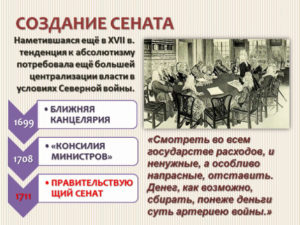 СОЗДАНИЕ СЕНАТА
Наметившаяся ещё в XVII в.
тенденция к абсолютизму
потребовала ещё большей
централизации власти в
условиях Северной войны.
1699
• БЛИЖНЯЯ
КАНЦЕЛЯРИЯ
1708
• «КОНСИЛИЯ
МИНИСТРОВ»
1711
• ПРАВИТЕЛЬСТВУЮ
ЩИЙ СЕНАТ
«Смотреть во всем
государстве расходов, и
ненужные, а особливо
напрасные, отставить.
Денег, как возможно,
сбирать, понеже деньги
суть артериею войны.»